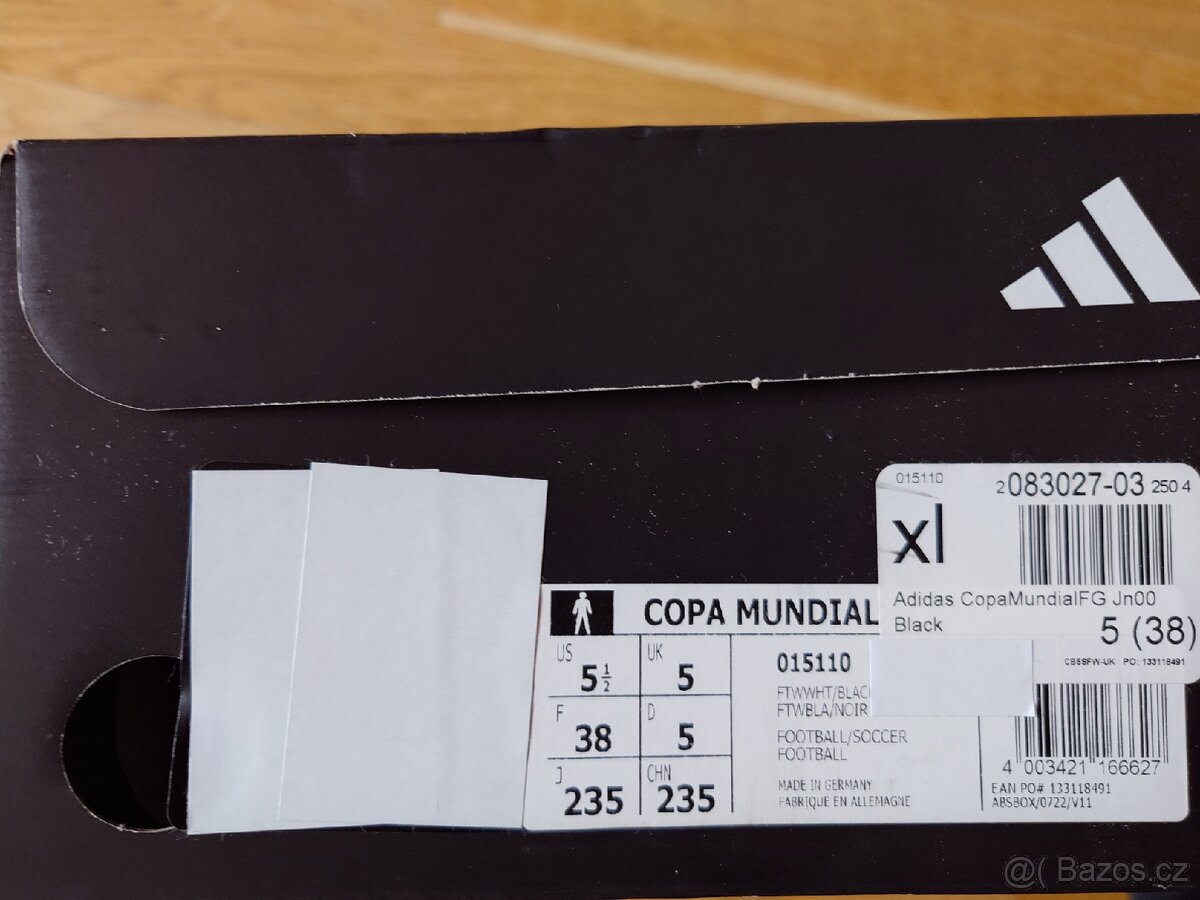 015110
2083027-03 250 4
xl
Adidas CopaMundialFG Jn00
Black
5 (38)
CBSSFW-UK PO: 133118491
COPA MUNDIAL
US
5½
UK
5
F
38
D
5
J
235
CHN
235
015110
FTWWHT/BLACK
FTWBLA/NOIR
FOOTBALL/SOCCER
FOOTBALL
MADE IN GERMANY
FABRIQUE EN ALLEMAGNE
4 003421 166627
EAN PO# 133118491
ABSBOX/0722/V11
@( Bazos.cz